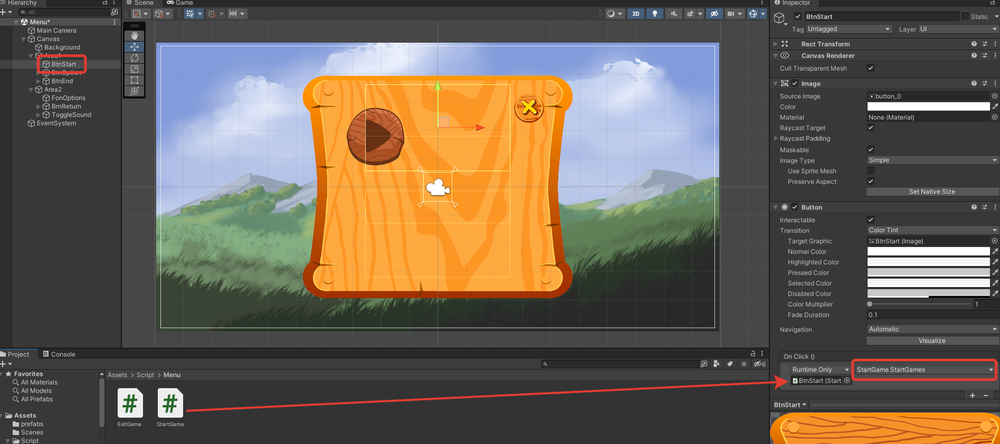 Hierarchy
Scene
Game
Inspector
All
2D
BtnStart
Static
Menu*
Tag
Untagged
Layer
UI
Main Camera
Canvas
Background
Area1
BtnStart
BtnOption
BtnEnd
Area2
FonOptions
BrnReturn
ToggleSound
EventSystem
Rect Transform
Canvas Renderer
Cull Transparent Mesh
Image
Source Image
button_0
Color
Material
None (Material)
Raycast Target
Raycast Padding
Maskable
Image Type
Simple
Use Sprite Mesh
Preserve Aspect
Set Native Size
Button
Interactable
Transition
Color Tint
Target Graphic
BtnStart (Image)
Normal Color
Highlighted Color
Pressed Color
Selected Color
Disabled Color
Color Multiplier
1
Fade Duration
0.1
Navigation
Automatic
Visualize
On Click ()
Runtime Only
StartGame.StartGames
BtnStart (Start
BtnStart
Project
Console
6
Favorites
All Materials
All Models
All Prefabs
Assets
prefabs
Scenes
Script
Assets > Script > Menu
#
#
ExitGame
StartGame